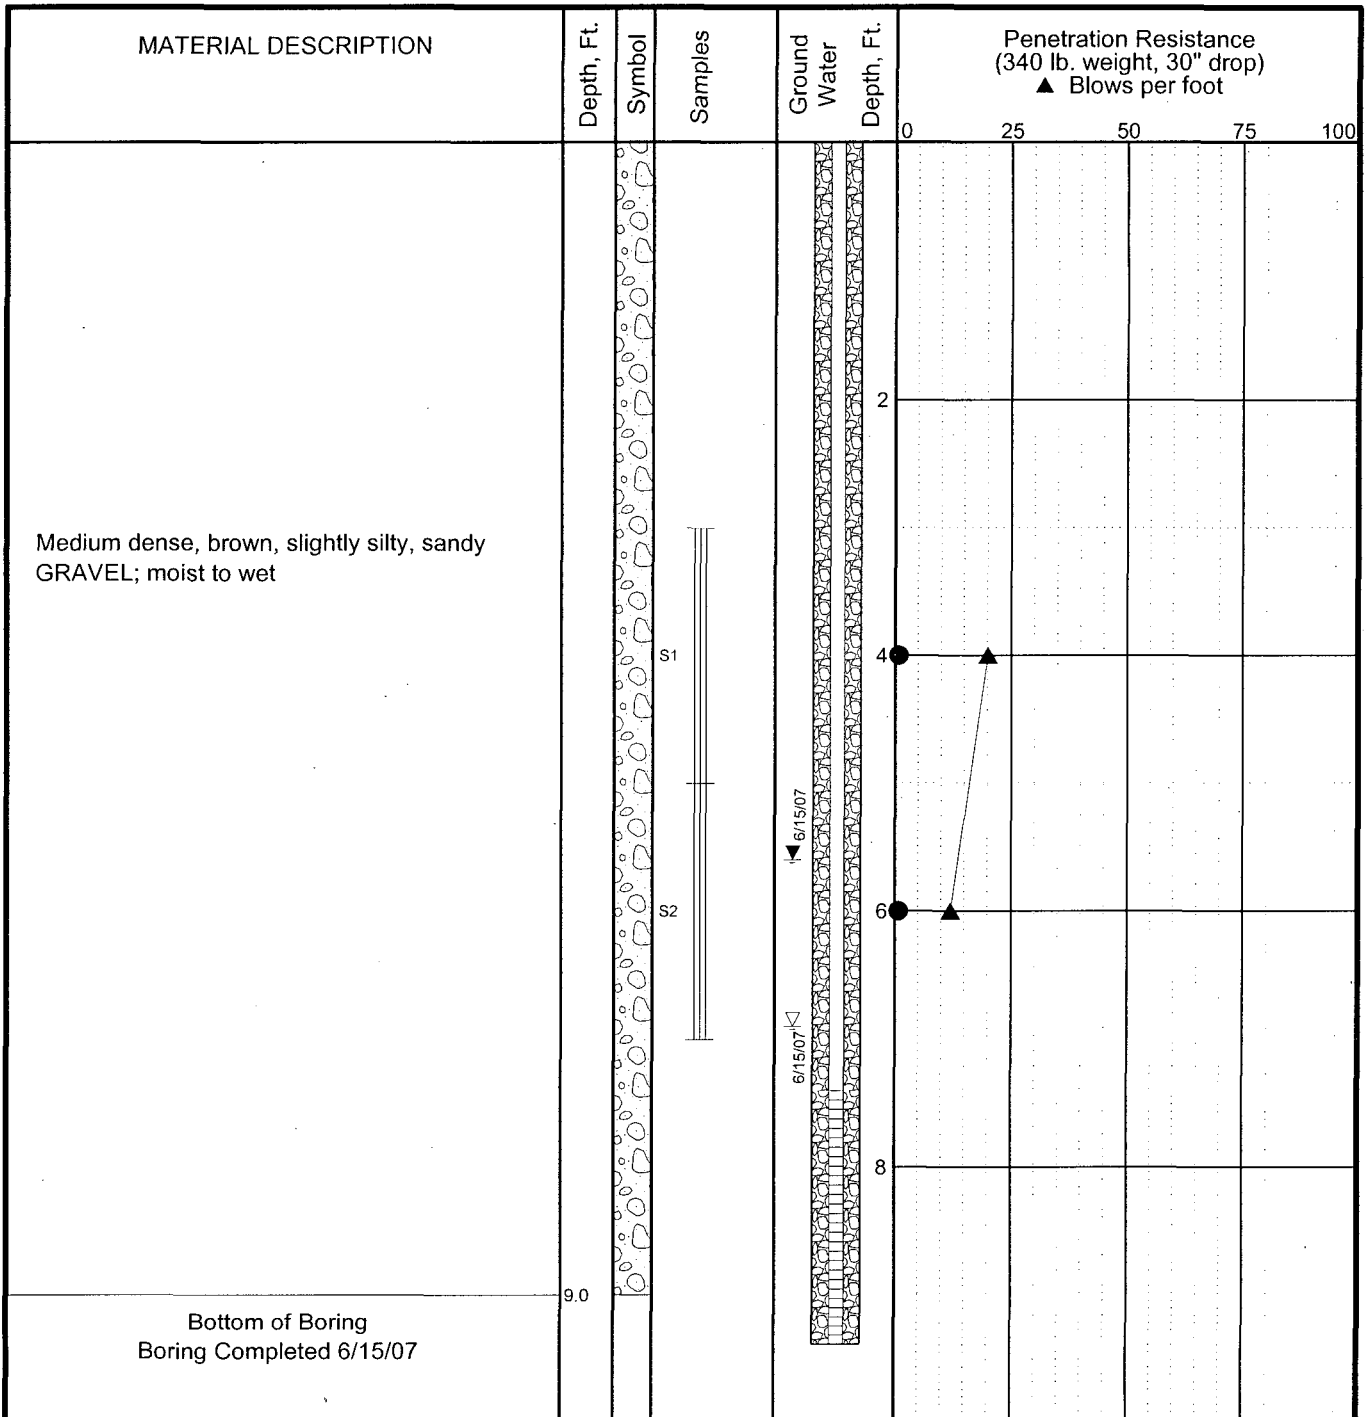 MATERIAL DESCRIPTION
Depth, Ft.
Symbol
Samples
Ground
Water
Depth, Ft.
Penetration Resistance
(340 lb. weight, 30" drop)
▲ Blows per foot
0 25 50 75 100
2
Medium dense, brown, slightly silty, sandy
GRAVEL; moist to wet
S1
4
6/15/07
S2
6
6/15/07
8
9.0
Bottom of Boring
Boring Completed 6/15/07